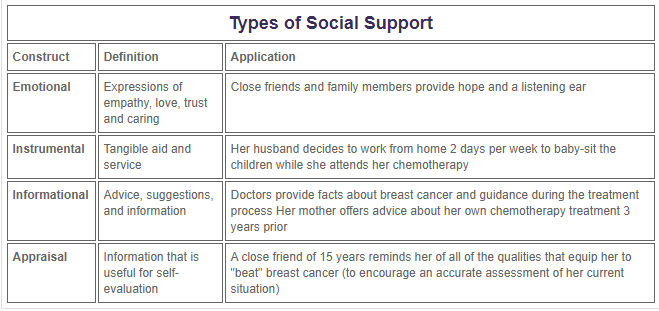 Types of Social Support
Construct
Definition
Application
Emotional
Expressions of
empathy, love, trust
and caring
Close friends and family members provide hope and a listening ear
Instrumental
Tangible aid and
service
Her husband decides to work from home 2 days per week to baby-sit the
children while she attends her chemotherapy
Informational
Advice, suggestions,
and information
Doctors provide facts about breast cancer and guidance during the treatment
process Her mother offers advice about her own chemotherapy treatment 3
years prior
Appraisal
Information that is
useful for self-
evaluation
A close friend of 15 years reminds her of all of the qualities that equip her to
"beat" breast cancer (to encourage an accurate assessment of her current
situation)